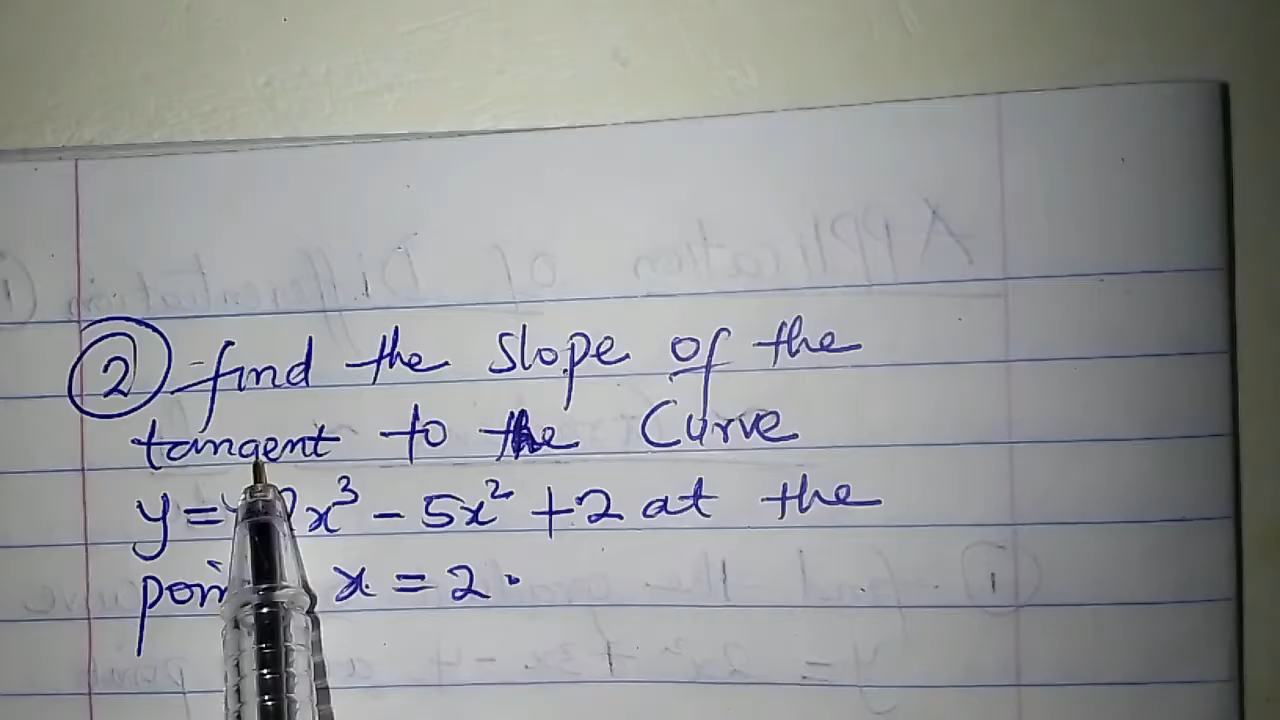 ② find the slope of the
tangent to the Curve
y= x³ - 5x² + 2 at the
x = 2.